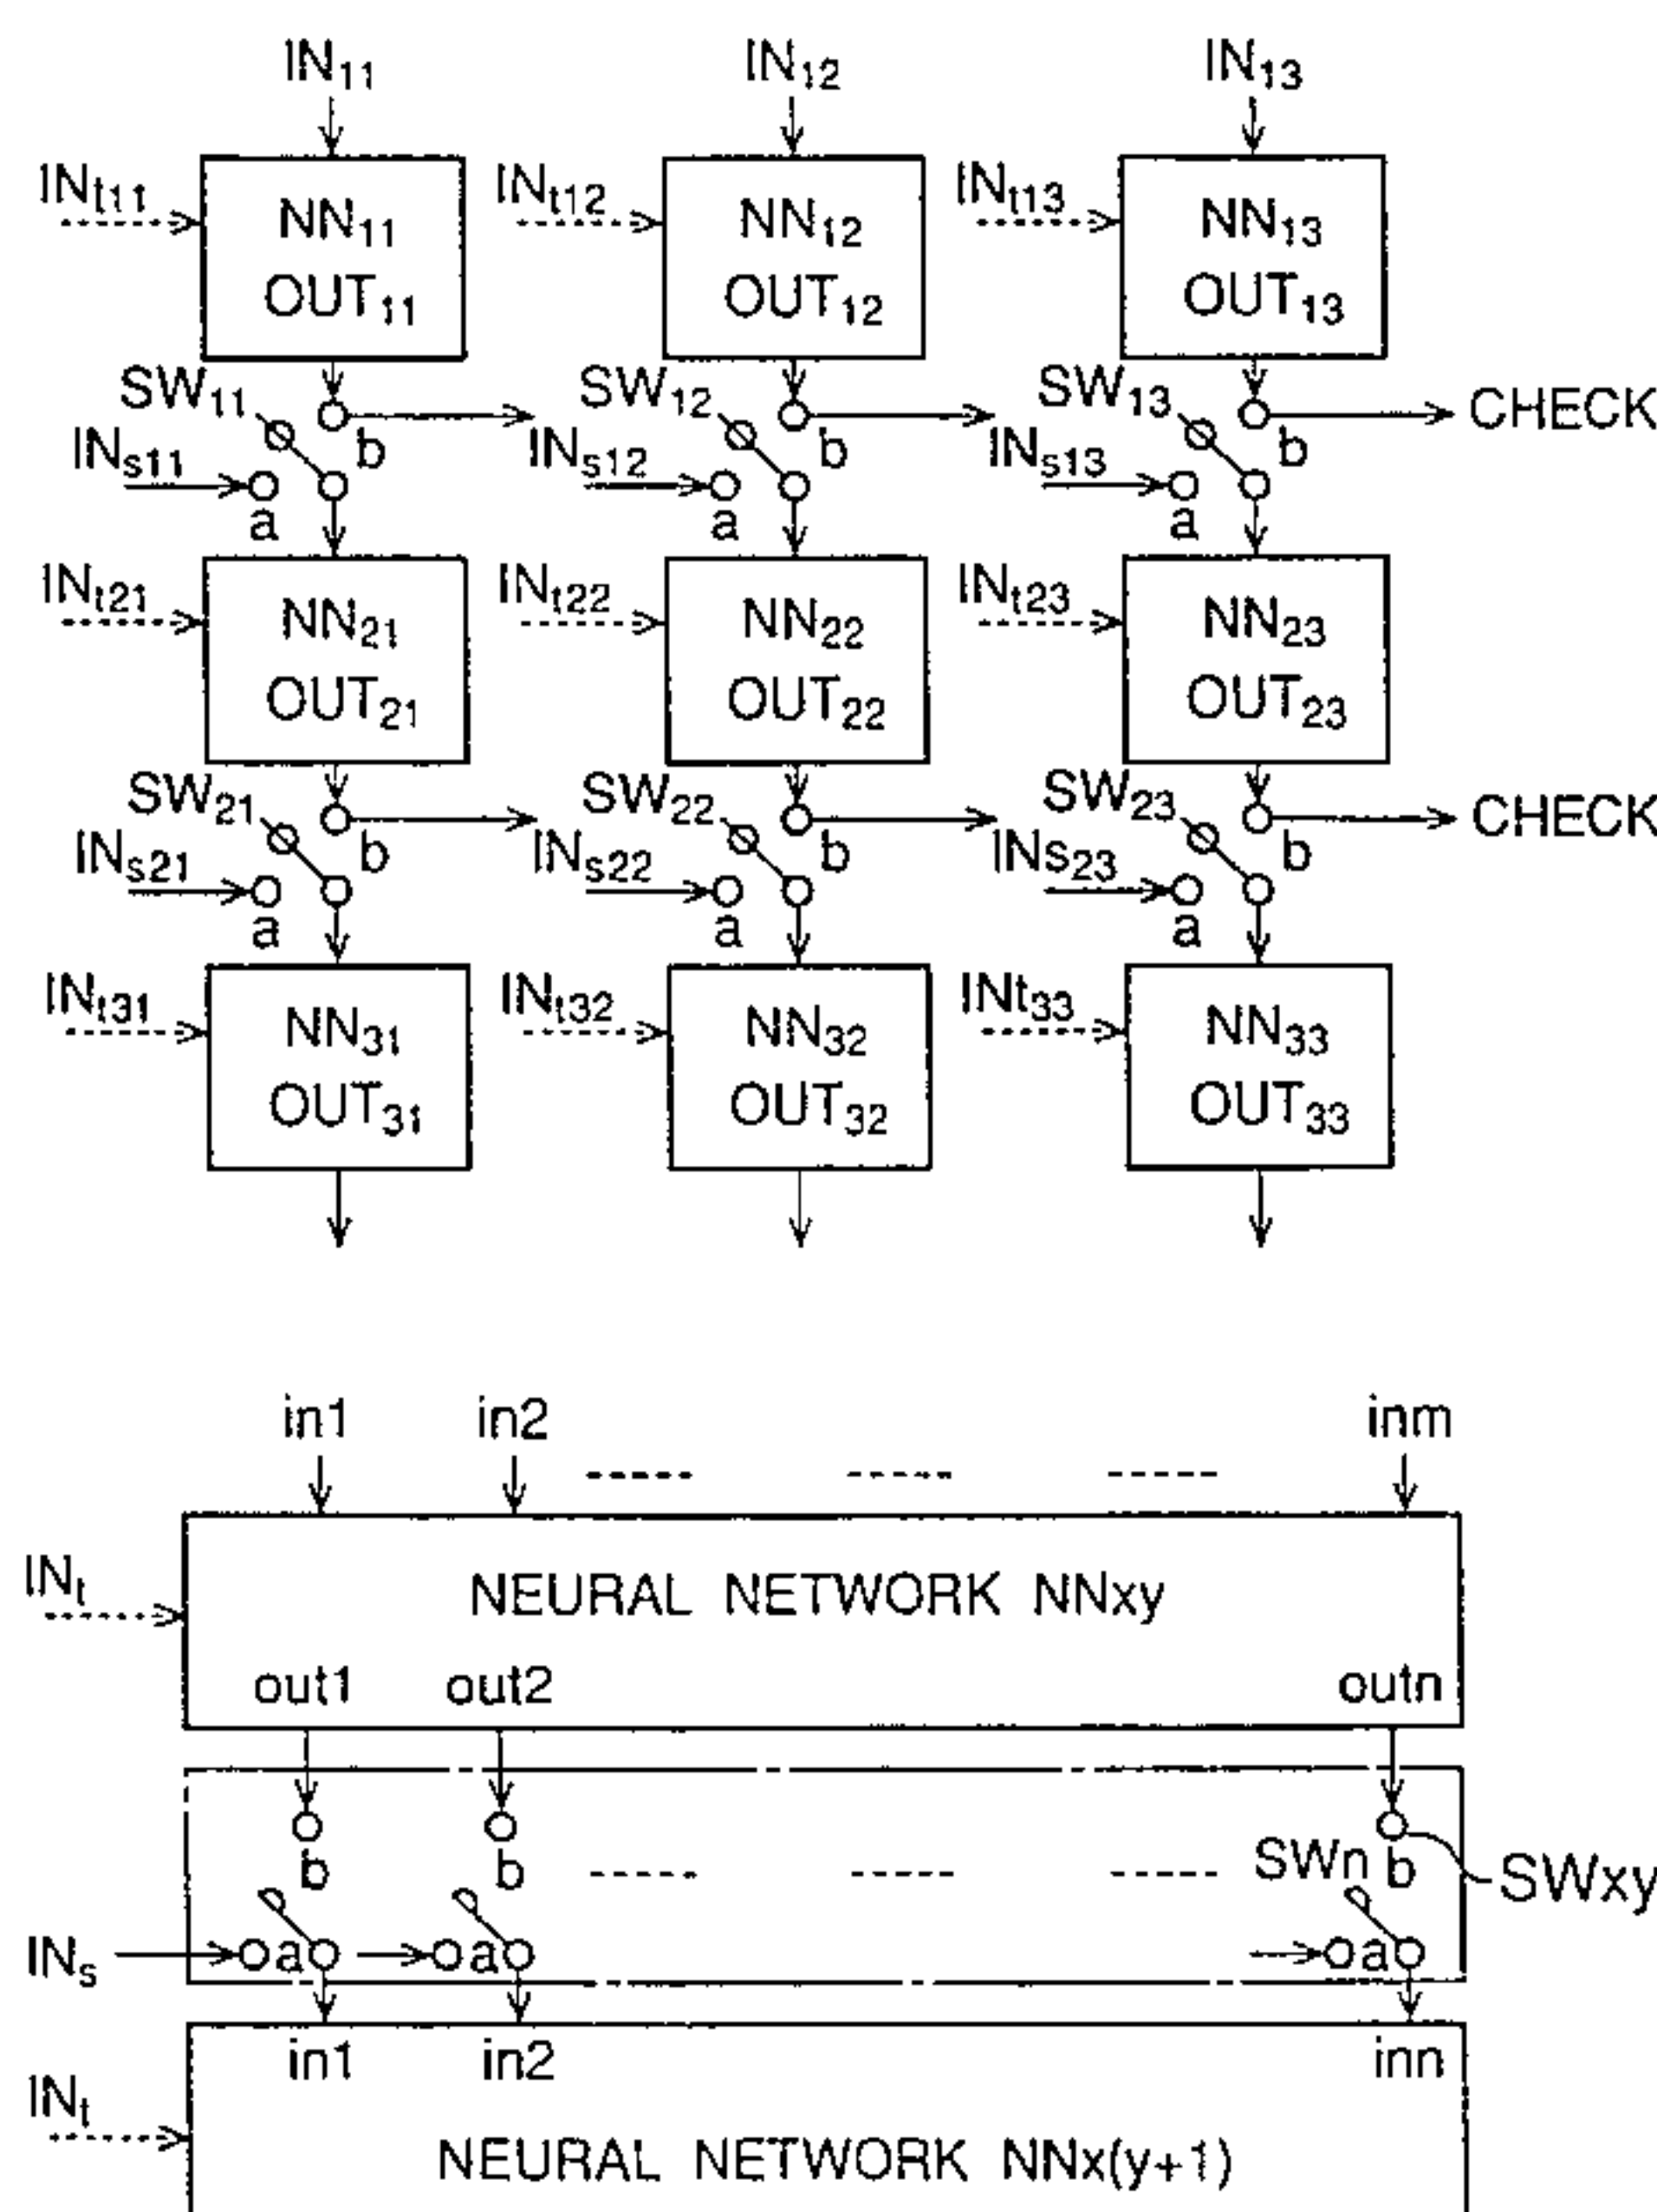 IN11 IN12 IN13
INt11 INt12 INt13
NN11 NN12 NN13
OUT11 OUT12 OUT13
SW11 SW12 SW13 CHECK
INs11 b INs12 b INs13 b
a a a
INt21 INt22 INt23
NN21 NN22 NN23
OUT21 OUT22 OUT23
SW21 SW22 SW23 CHECK
INs21 b INs22 b INs23 b
a a a
INt31 INt32 INt33
NN31 NN32 NN33
OUT31 OUT32 OUT33
in1 in2 inm
INt NEURAL NETWORK NNxy
out1 out2 outn
b b SWn b SWxy
INs a a a
in1 in2 inn
INt
NEURAL NETWORK NNx(y+1)